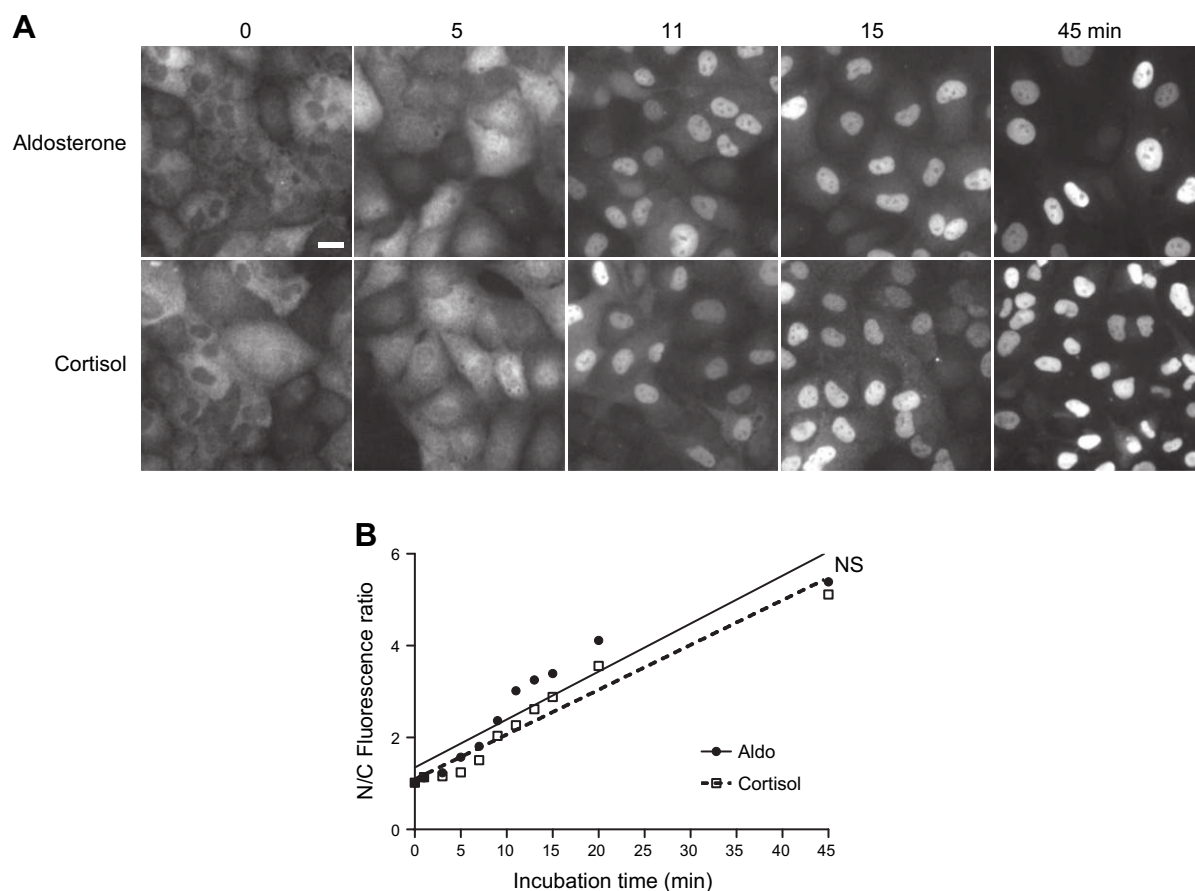 A
0 5 11 15 45 min
Aldosterone
Cortisol
B
6
4
2
0
N/C Fluorescence ratio
NS
Aldo
Cortisol
0 5 10 15 20 25 30 35 40 45
Incubation time (min)